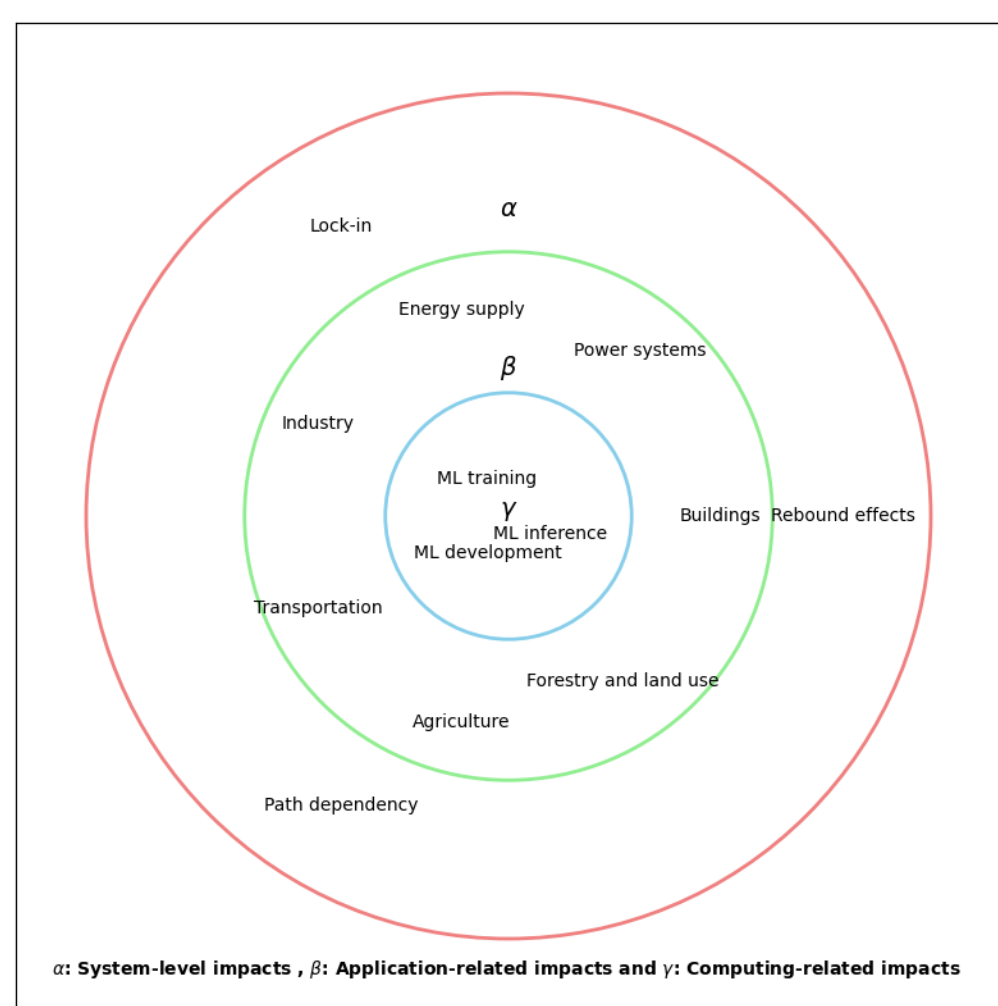 α
Lock-in
Energy supply
Power systems
β
Industry
ML training
γ
Buildings
Rebound effects
ML inference
ML development
Transportation
Forestry and land use
Agriculture
Path dependency
α: System-level impacts , β: Application-related impacts and γ: Computing-related impacts